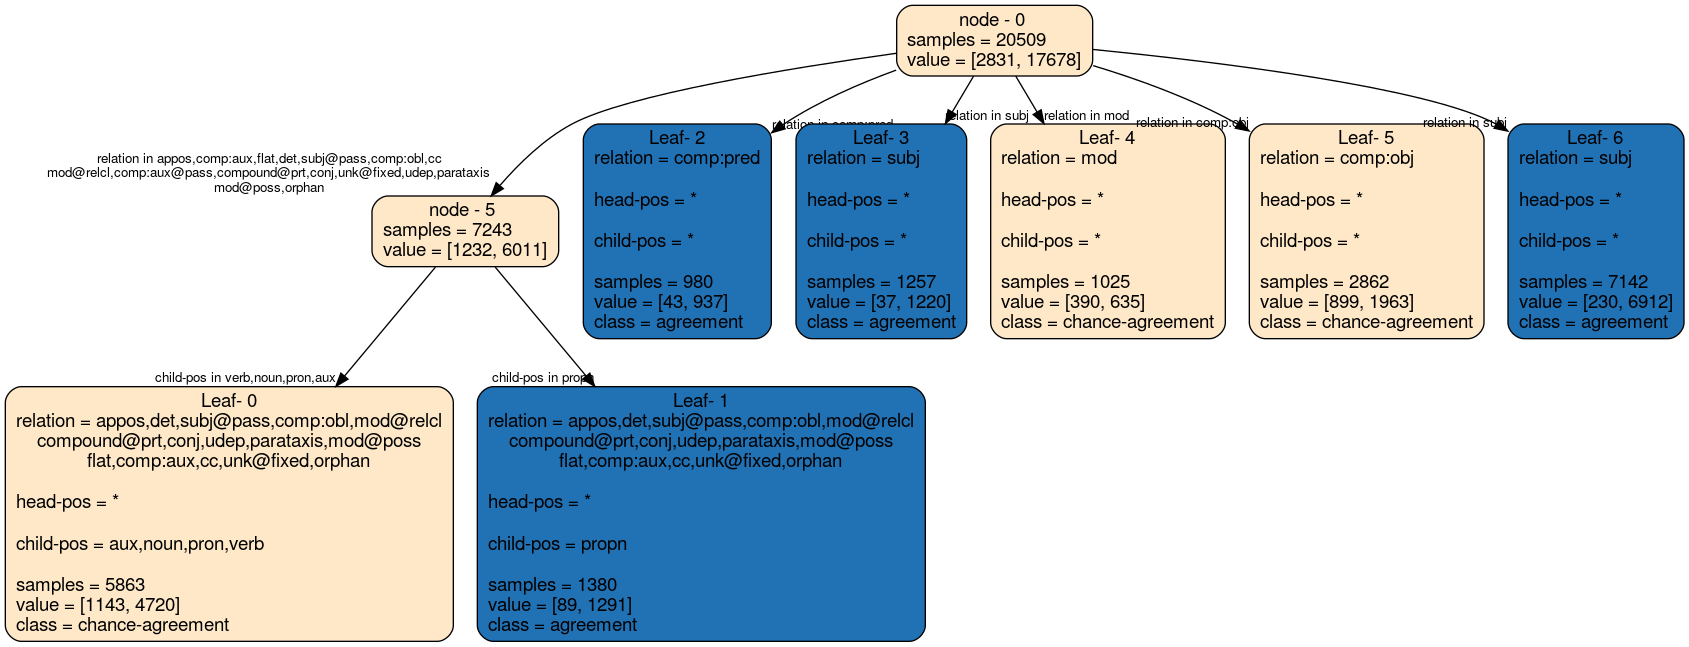 node - 0
samples = 20509
value = [2831, 17678]
relation in appos,comp:aux,flat,det,subj@pass,comp:obl,cc
mod@relcl,comp:aux@pass,compound@prt,conj,unk@fixed,udep,parataxis
mod@poss,orphan
relation in comp:pred
relation in subj
relation in mod
relation in comp:obj
relation in subj
node - 5
samples = 7243
value = [1232, 6011]
Leaf- 2
relation = comp:pred
head-pos = *
child-pos = *
samples = 980
value = [43, 937]
class = agreement
Leaf- 3
relation = subj
head-pos = *
child-pos = *
samples = 1257
value = [37, 1220]
class = agreement
Leaf- 4
relation = mod
head-pos = *
child-pos = *
samples = 1025
value = [390, 635]
class = chance-agreement
Leaf- 5
relation = comp:obj
head-pos = *
child-pos = *
samples = 2862
value = [899, 1963]
class = chance-agreement
Leaf- 6
relation = subj
head-pos = *
child-pos = *
samples = 7142
value = [230, 6912]
class = agreement
child-pos in verb,noun,pron,aux
child-pos in propn
Leaf- 0
relation = appos,det,subj@pass,comp:obl,mod@relcl
compound@prt,conj,udep,parataxis,mod@poss
flat,comp:aux,cc,unk@fixed,orphan
head-pos = *
child-pos = aux,noun,pron,verb
samples = 5863
value = [1143, 4720]
class = chance-agreement
Leaf- 1
relation = appos,det,subj@pass,comp:obl,mod@relcl
compound@prt,conj,udep,parataxis,mod@poss
flat,comp:aux,cc,unk@fixed,orphan
head-pos = *
child-pos = propn
samples = 1380
value = [89, 1291]
class = agreement